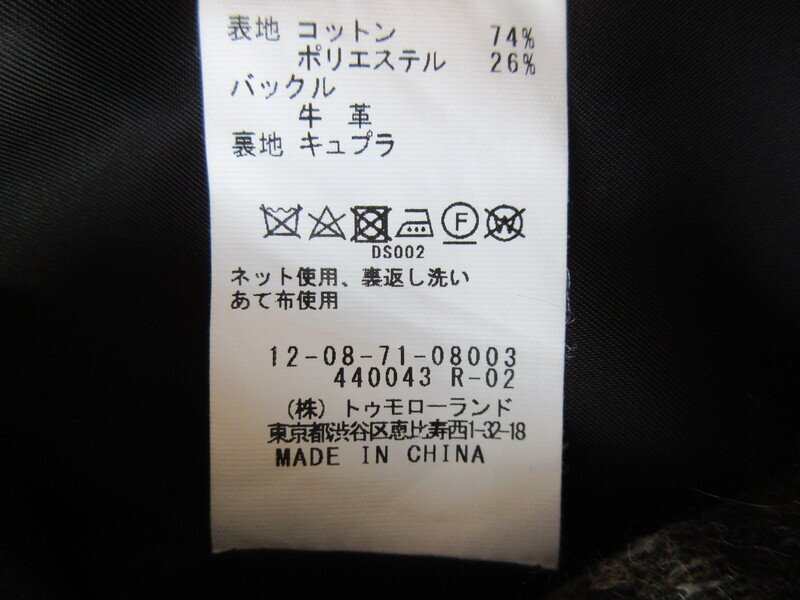 表地 コットン 74%
ポリエステル 26%
バックル
牛 革
裏地 キュプラ
F W
DS002
ネット使用、裏返し洗い
あて布使用
12-08-71-08003
440043 R-02
(株) トゥモローランド
東京都渋谷区恵比寿西1-32-18
MADE IN CHINA